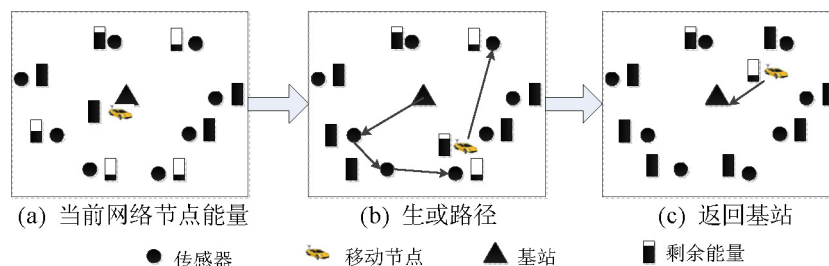 (a) 当前网络节点能量 (b) 生或路径 (c) 返回基站
传感器 移动节点 基站 剩余能量